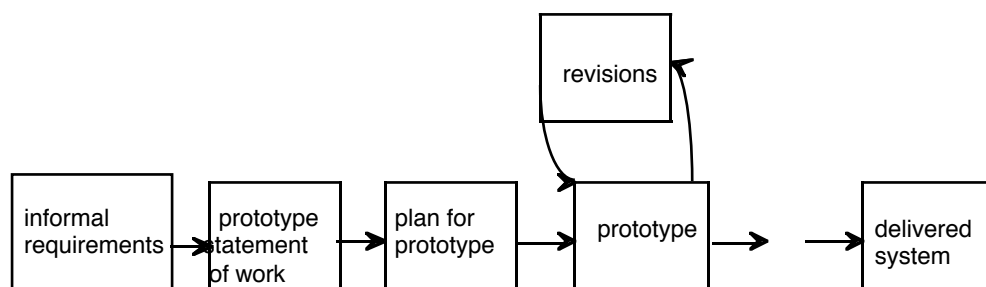 revisions
informal
requirements
prototype
statement
of work
plan for
prototype
prototype
delivered
system